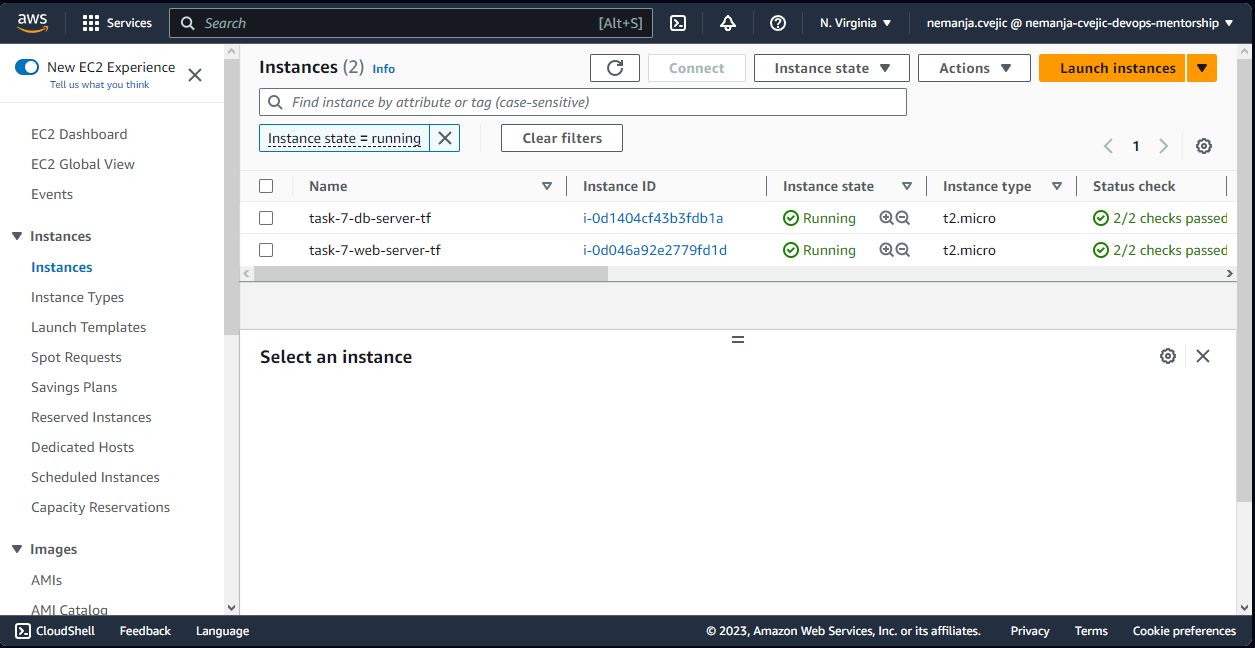 aws Services Search [Alt+S] N. Virginia nemanja.cvejic @ nemanja-cvejic-devops-mentorship
New EC2 Experience
Tell us what you think
EC2 Dashboard
EC2 Global View
Events
Instances
Instances
Instance Types
Launch Templates
Spot Requests
Savings Plans
Reserved Instances
Dedicated Hosts
Scheduled Instances
Capacity Reservations
Images
AMIs
AMI Catalog
Instances (2) Info Connect Instance state Actions Launch instances
Find instance by attribute or tag (case-sensitive)
Instance state = running Clear filters
1
Name Instance ID Instance state Instance type Status check
task-7-db-server-tf i-0d1404cf43b3fdb1a Running t2.micro 2/2 checks passed
task-7-web-server-tf i-0d046a92e2779fd1d Running t2.micro 2/2 checks passed
Select an instance
CloudShell Feedback Language © 2023, Amazon Web Services, Inc. or its affiliates. Privacy Terms Cookie preferences